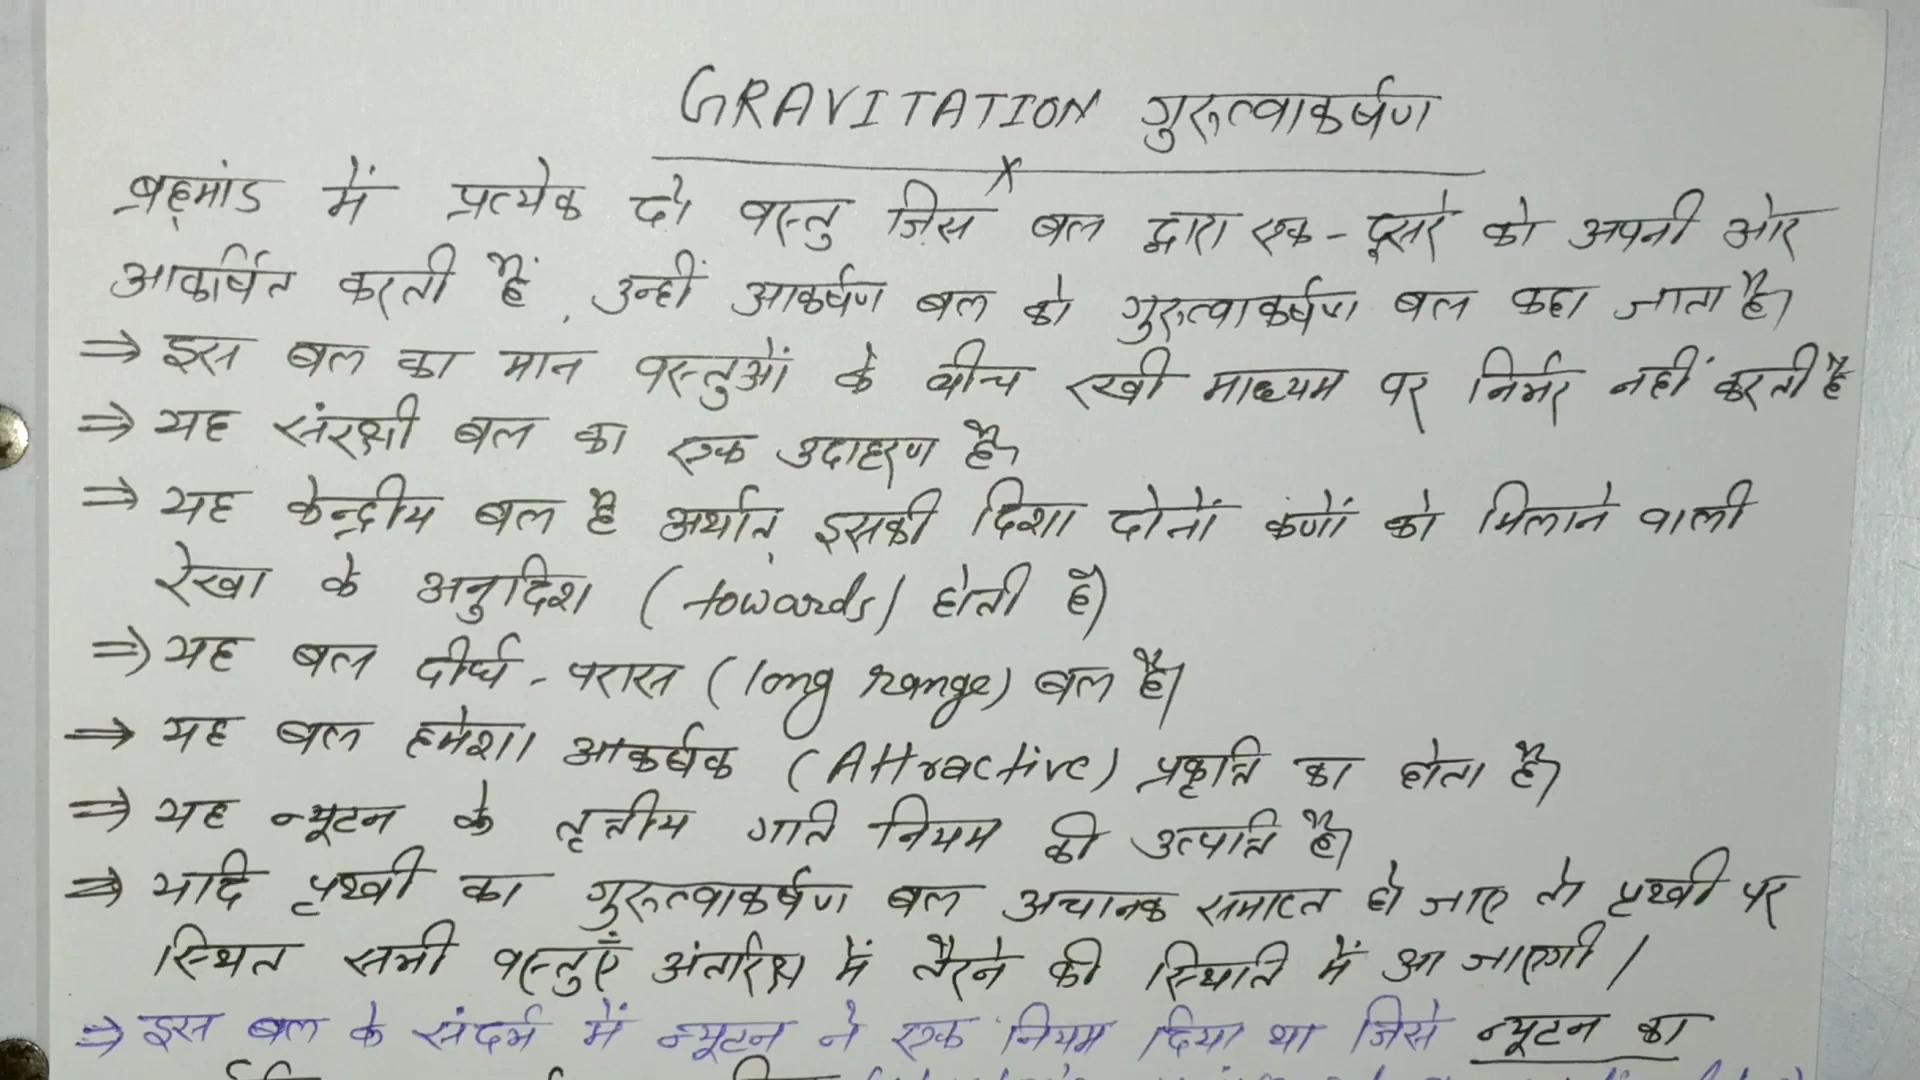 GRAVITATION गुरुत्वाकर्षण
ब्रह्मांड में प्रत्येक दो वस्तु जिस बल द्वारा एक-दूसरे को अपनी ओर
आकर्षित करती हैं, उन्हीं आकर्षण बल को गुरुत्वाकर्षण बल कहा जाता है।
⇒ इस बल का मान वस्तुओं के बीच रखी माध्यम पर निर्भर नहीं करती है
⇒ यह संरक्षी बल का एक उदाहरण है।
⇒ यह केन्द्रीय बल है अर्थात् इसकी दिशा दोनों कणों को मिलाने वाली
रेखा के अनुदिश (towards) होती है)
⇒ यह बल दीर्घ-परास (long range) बल है।
⇒ यह बल हमेशा आकर्षक (Attractive) प्रकृति का होता है।
⇒ यह न्यूटन के तृतीय गति नियम की उत्पत्ति है।
⇒ यदि पृथ्वी का गुरुत्वाकर्षण बल अचानक समाप्त हो जाए तो पृथ्वी पर
स्थित सभी वस्तुएँ अंतरिक्ष में तैरने की स्थिति में आ जाएगी।
⇒ इस बल के संदर्भ में न्यूटन ने एक नियम दिया था जिसे न्यूटन का